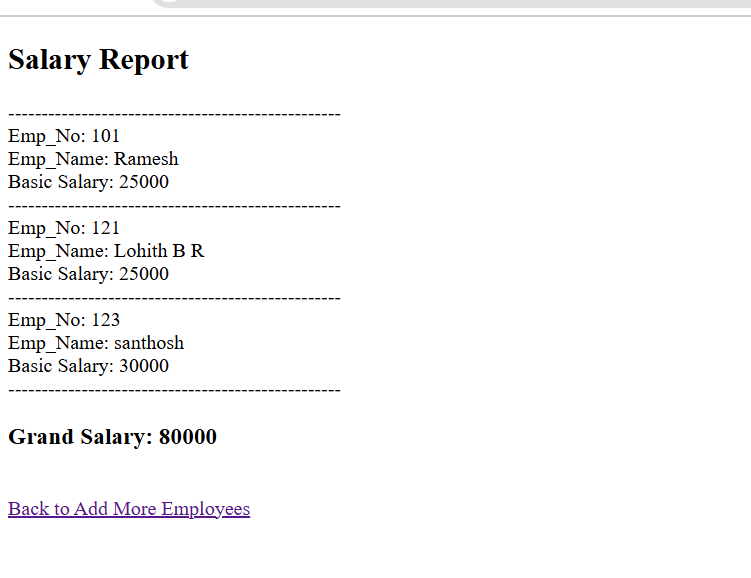 Salary Report
--------------------------------------------------
Emp_No: 101
Emp_Name: Ramesh
Basic Salary: 25000
--------------------------------------------------
Emp_No: 121
Emp_Name: Lohith B R
Basic Salary: 25000
--------------------------------------------------
Emp_No: 123
Emp_Name: santhosh
Basic Salary: 30000
--------------------------------------------------
Grand Salary: 80000
Back to Add More Employees